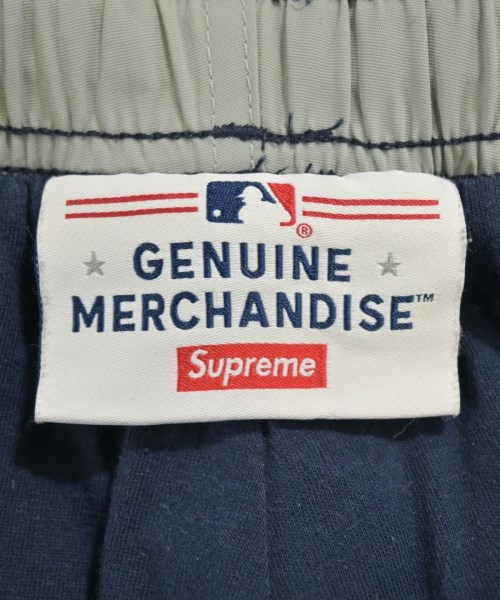 ®
GENUINE
MERCHANDISE™
Supreme